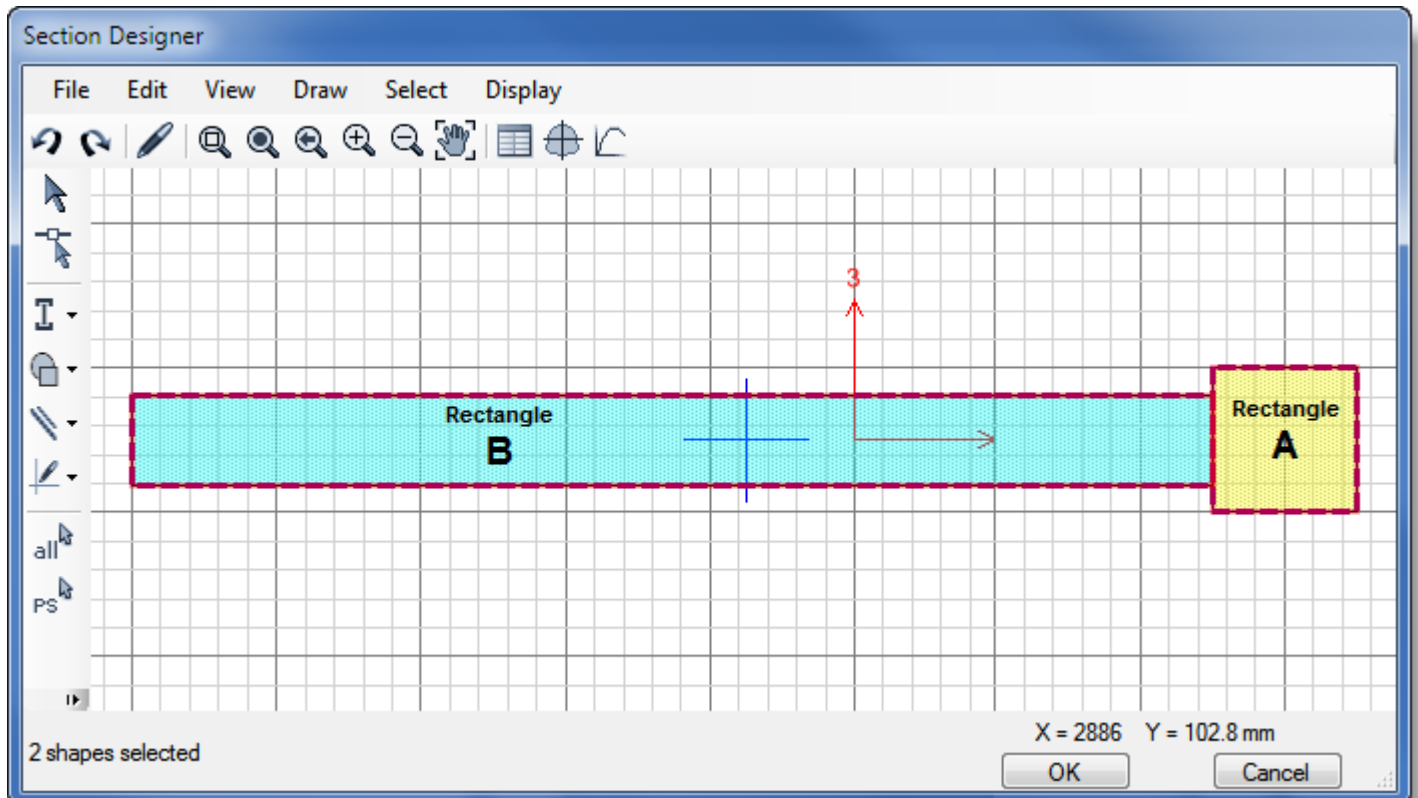 Section Designer
File Edit View Draw Select Display
3
Rectangle
B
Rectangle
A
all
PS
X = 2886 Y = 102.8 mm
2 shapes selected
OK Cancel